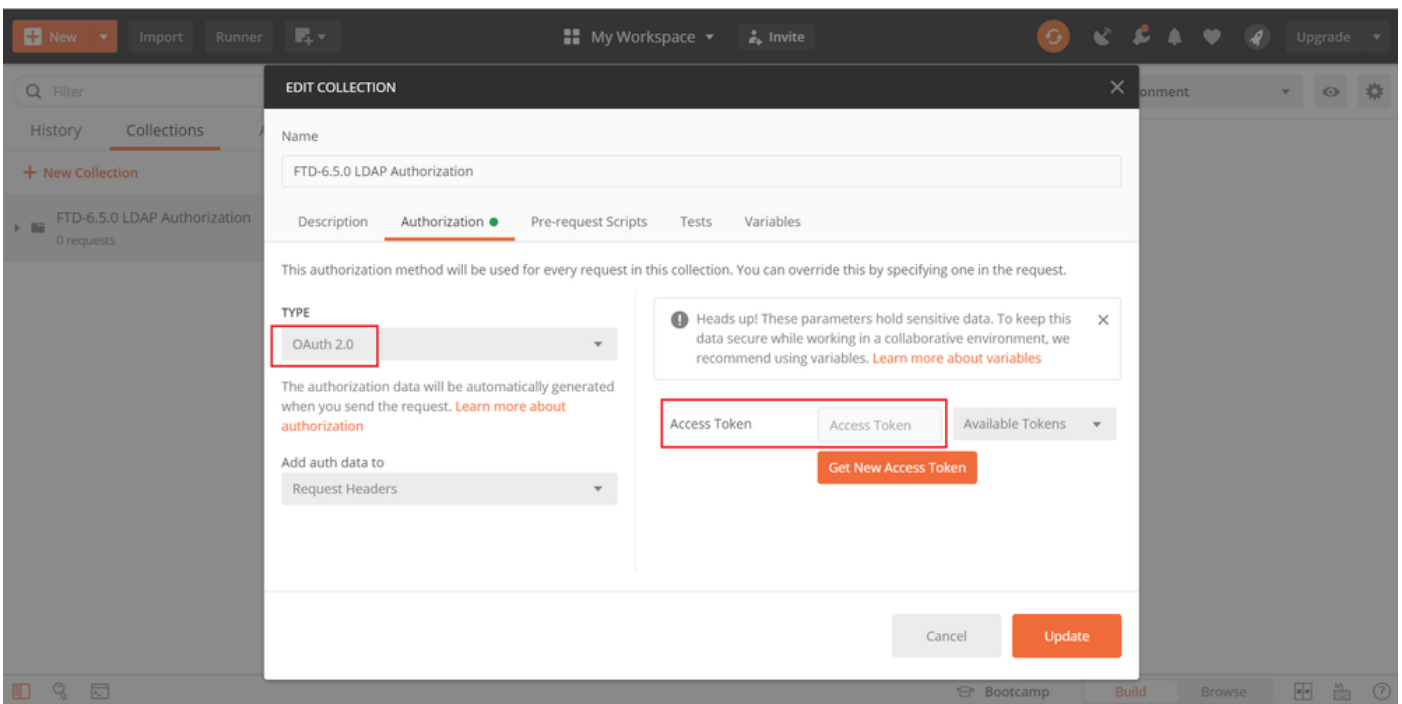 New
Import
Runner
My Workspace
Invite
Upgrade
Filter
onment
EDIT COLLECTION
History
Collections
Name
New Collection
FTD-6.5.0 LDAP Authorization
FTD-6.5.0 LDAP Authorization
0 requests
Description
Authorization
Pre-request Scripts
Tests
Variables
This authorization method will be used for every request in this collection. You can override this by specifying one in the request.
TYPE
OAuth 2.0
The authorization data will be automatically generated
when you send the request. Learn more about
authorization
Add auth data to
Request Headers
Heads up! These parameters hold sensitive data. To keep this
data secure while working in a collaborative environment, we
recommend using variables. Learn more about variables
Access Token
Access Token
Available Tokens
Get New Access Token
Cancel
Update
Bootcamp
Build
Browse